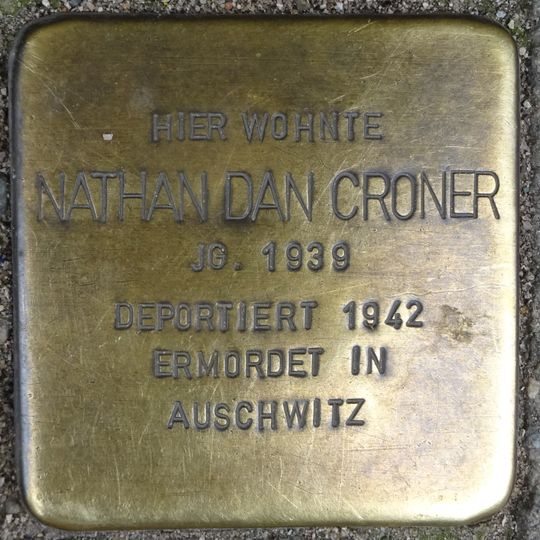 HIER WOHNTE
NATHAN DAN CRONER
JG. 1939
DEPORTIERT 1942
ERMORDET IN
AUSCHWITZ